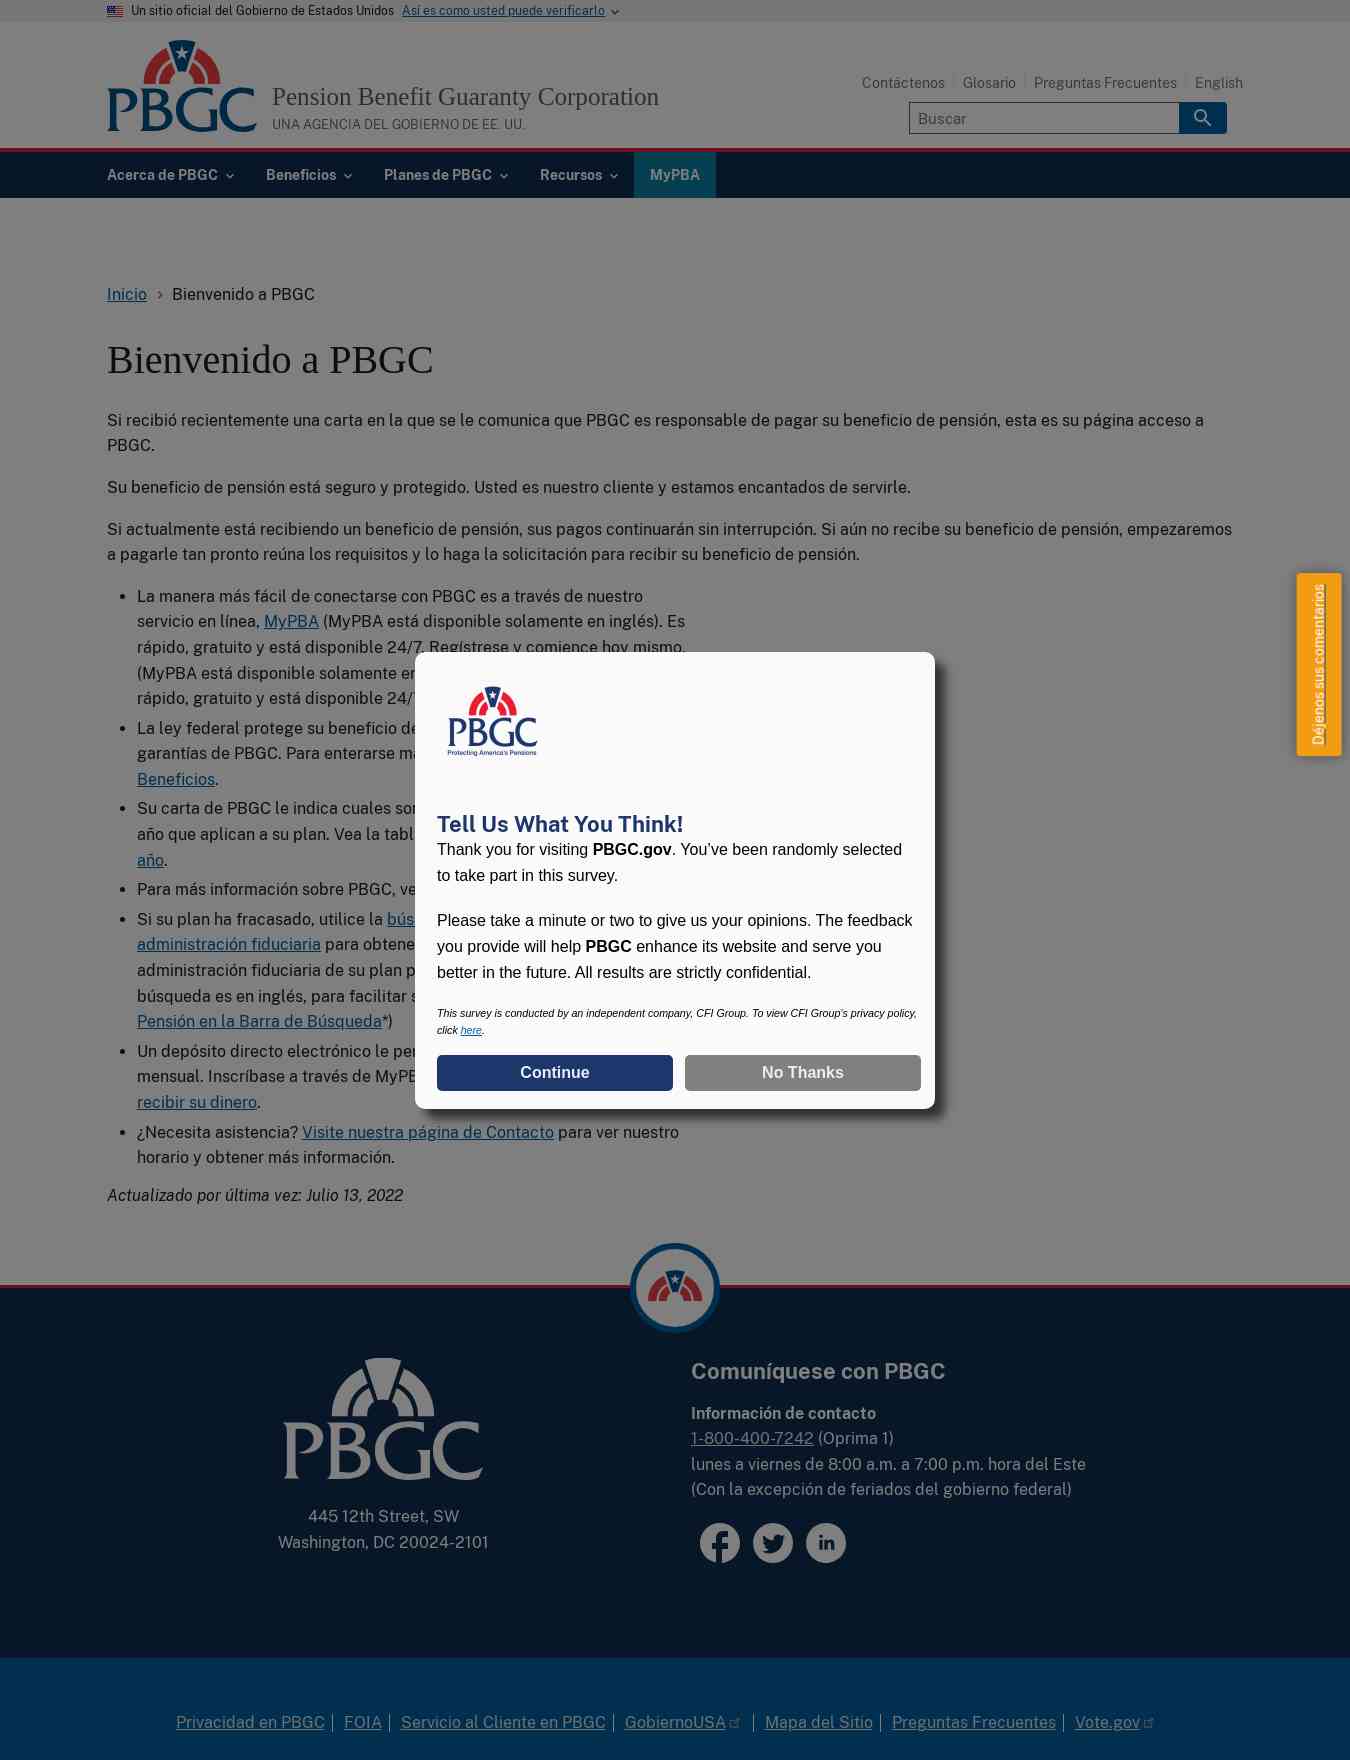 Un sitio oficial del Gobierno de Estados Unidos Así es como usted puede verificarlo
PBGC
Pension Benefit Guaranty Corporation
UNA AGENCIA DEL GOBIERNO DE EE. UU.
Contáctenos Glosario Preguntas Frecuentes English
Buscar
Acerca de PBGC Beneficios Planes de PBGC Recursos MyPBA
Inicio Bienvenido a PBGC
Bienvenido a PBGC
Si recibió recientemente una carta en la que se le comunica que PBGC es responsable de pagar su beneficio de pensión, esta es su página acceso a
PBGC.
Su beneficio de pensión está seguro y protegido. Usted es nuestro cliente y estamos encantados de servirle.
Si actualmente está recibiendo un beneficio de pensión, sus pagos continuarán sin interrupción. Si aún no recibe su beneficio de pensión, empezaremos
a pagarle tan pronto reúna los requisitos y lo haga la solicitación para recibir su beneficio de pensión.
La manera más fácil de conectarse con PBGC es a través de nuestro
servicio en línea, MyPBA (MyPBA está disponible solamente en inglés). Es
rápido, gratuito y está disponible 24/7. Regístrese y comience hoy mismo.
(MyPBA está disponible solamente en
rápido, gratuito y está disponible 24/7
La ley federal protege su beneficio de
garantías de PBGC. Para enterarse má
Beneficios.
Su carta de PBGC le indica cuales son
año que aplican a su plan. Vea la tabl
año.
Para más información sobre PBGC, ve
Si su plan ha fracasado, utilice la bús
administración fiduciaria para obtene
administración fiduciaria de su plan p
búsqueda es en inglés, para facilitar s
Pensión en la Barra de Búsqueda*)
Un depósito directo electrónico le per
mensual. Inscríbase a través de MyPB
recibir su dinero.
¿Necesita asistencia? Visite nuestra página de Contacto para ver nuestro
horario y obtener más información.
Actualizado por última vez: Julio 13, 2022
Déjenos sus comentarios
PBGC
Protecting America's Pensions
Tell Us What You Think!
Thank you for visiting PBGC.gov. You’ve been randomly selected
to take part in this survey.
Please take a minute or two to give us your opinions. The feedback
you provide will help PBGC enhance its website and serve you
better in the future. All results are strictly confidential.
This survey is conducted by an independent company, CFI Group. To view CFI Group's privacy policy,
click here.
Continue No Thanks
PBGC
445 12th Street, SW
Washington, DC 20024-2101
Comuníquese con PBGC
Información de contacto
1-800-400-7242 (Oprima 1)
lunes a viernes de 8:00 a.m. a 7:00 p.m. hora del Este
(Con la excepción de feriados del gobierno federal)
Privacidad en PBGC FOIA Servicio al Cliente en PBGC GobiernoUSA Mapa del Sitio Preguntas Frecuentes Vote.gov